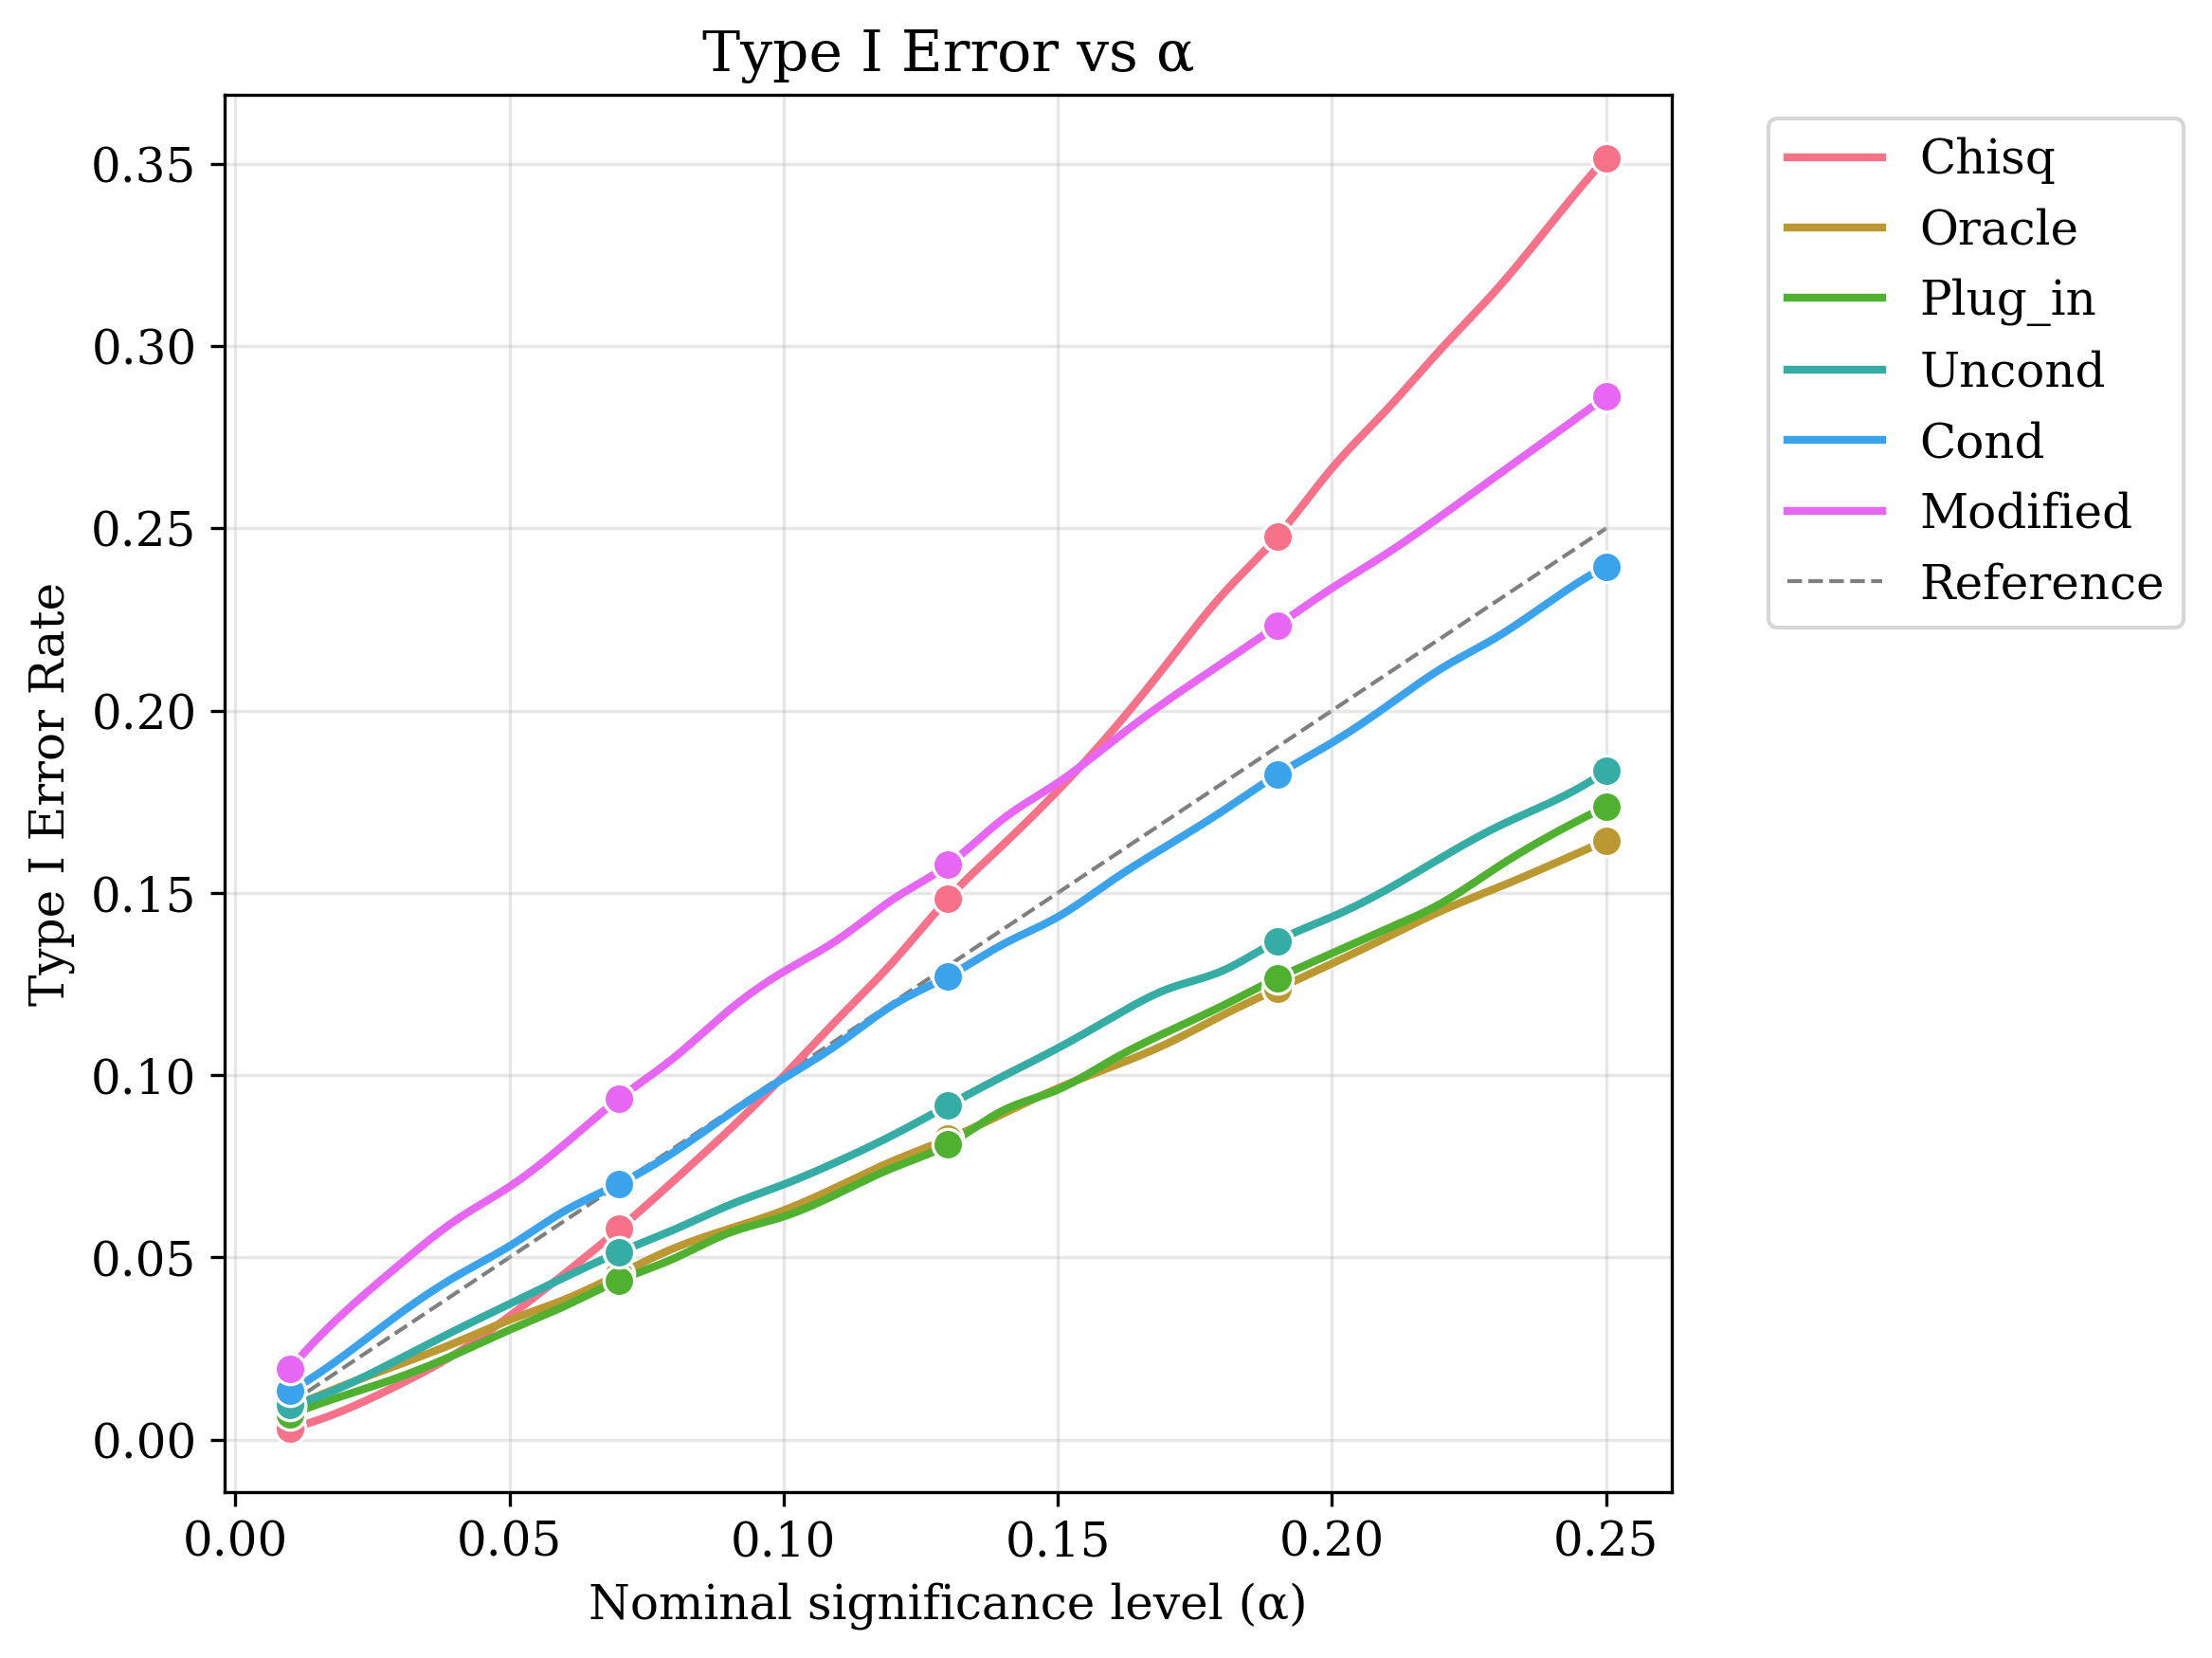 Type I Error vs α
Type I Error Rate
0.35
0.30
0.25
0.20
0.15
0.10
0.05
0.00
0.00 0.05 0.10 0.15 0.20 0.25
Nominal significance level (α)
Chisq
Oracle
Plug_in
Uncond
Cond
Modified
Reference